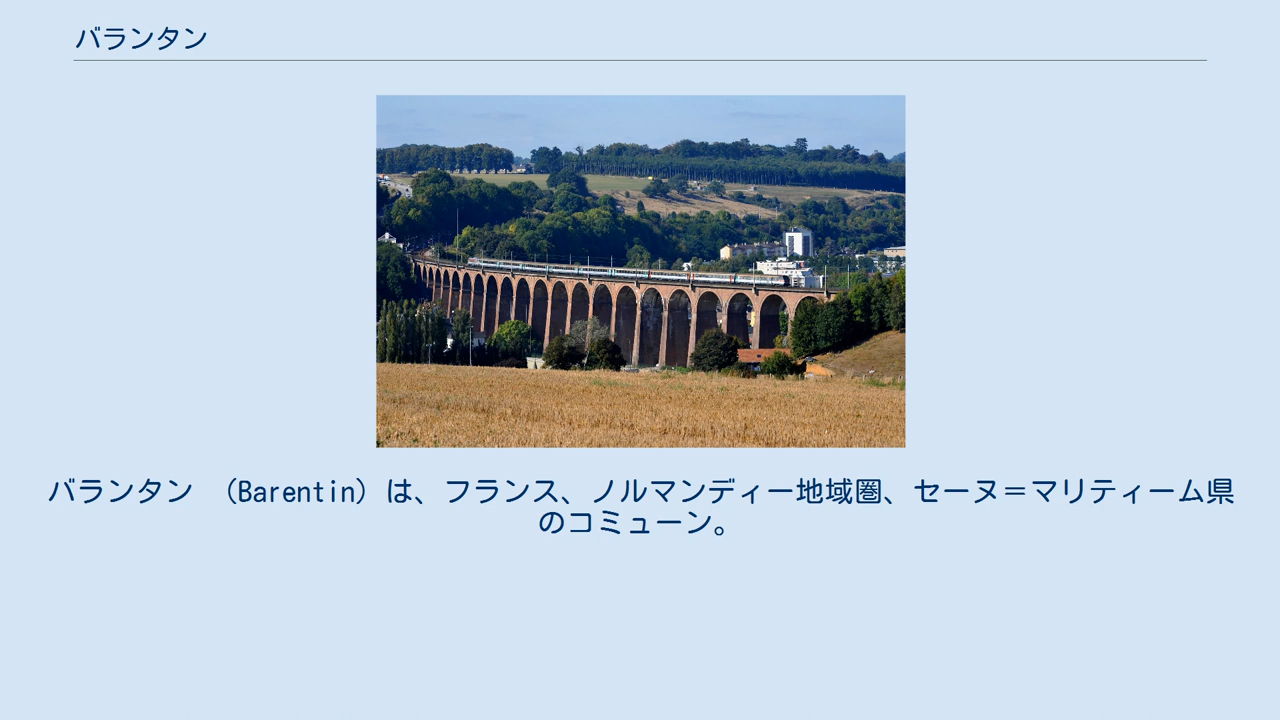 バランタン
バランタン （Barentin）は、フランス、ノルマンディー地域圏、セーヌ＝マリティーム県
のコミューン。